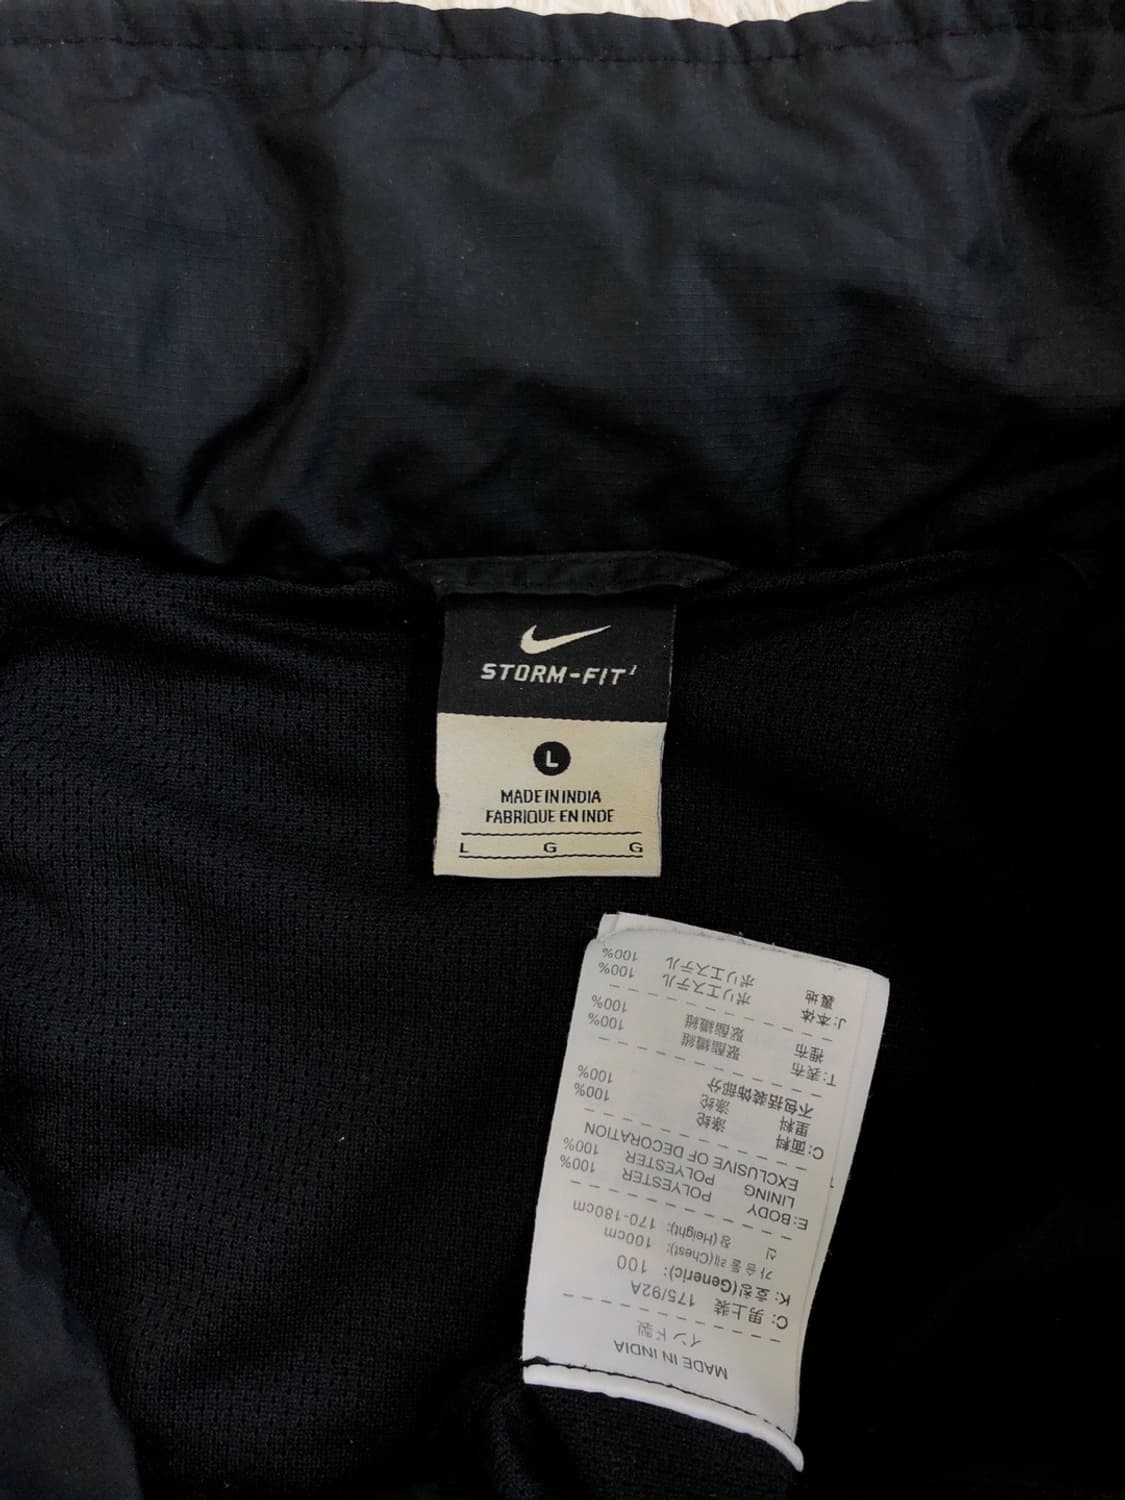 STORM-FIT¹
L
MADE IN INDIA
FABRIQUE EN INDE
L G G
MADE IN INDIA
インド製
C: 男上装 175/92A
K: 호칭(Generic): 100
가슴둘레(Chest): 100cm
신 장(Height): 170-180cm
E: BODY POLYESTER 100%
LINING POLYESTER 100%
EXCLUSIVE OF DECORATION
C: 面料 涤纶 100%
里料 涤纶 100%
不包括装饰部分
T: 表布 聚酯纖維 100%
裡布 聚酯纖維 100%
J: 本体 ポリエステル 100%
裏地 ポリエステル 100%